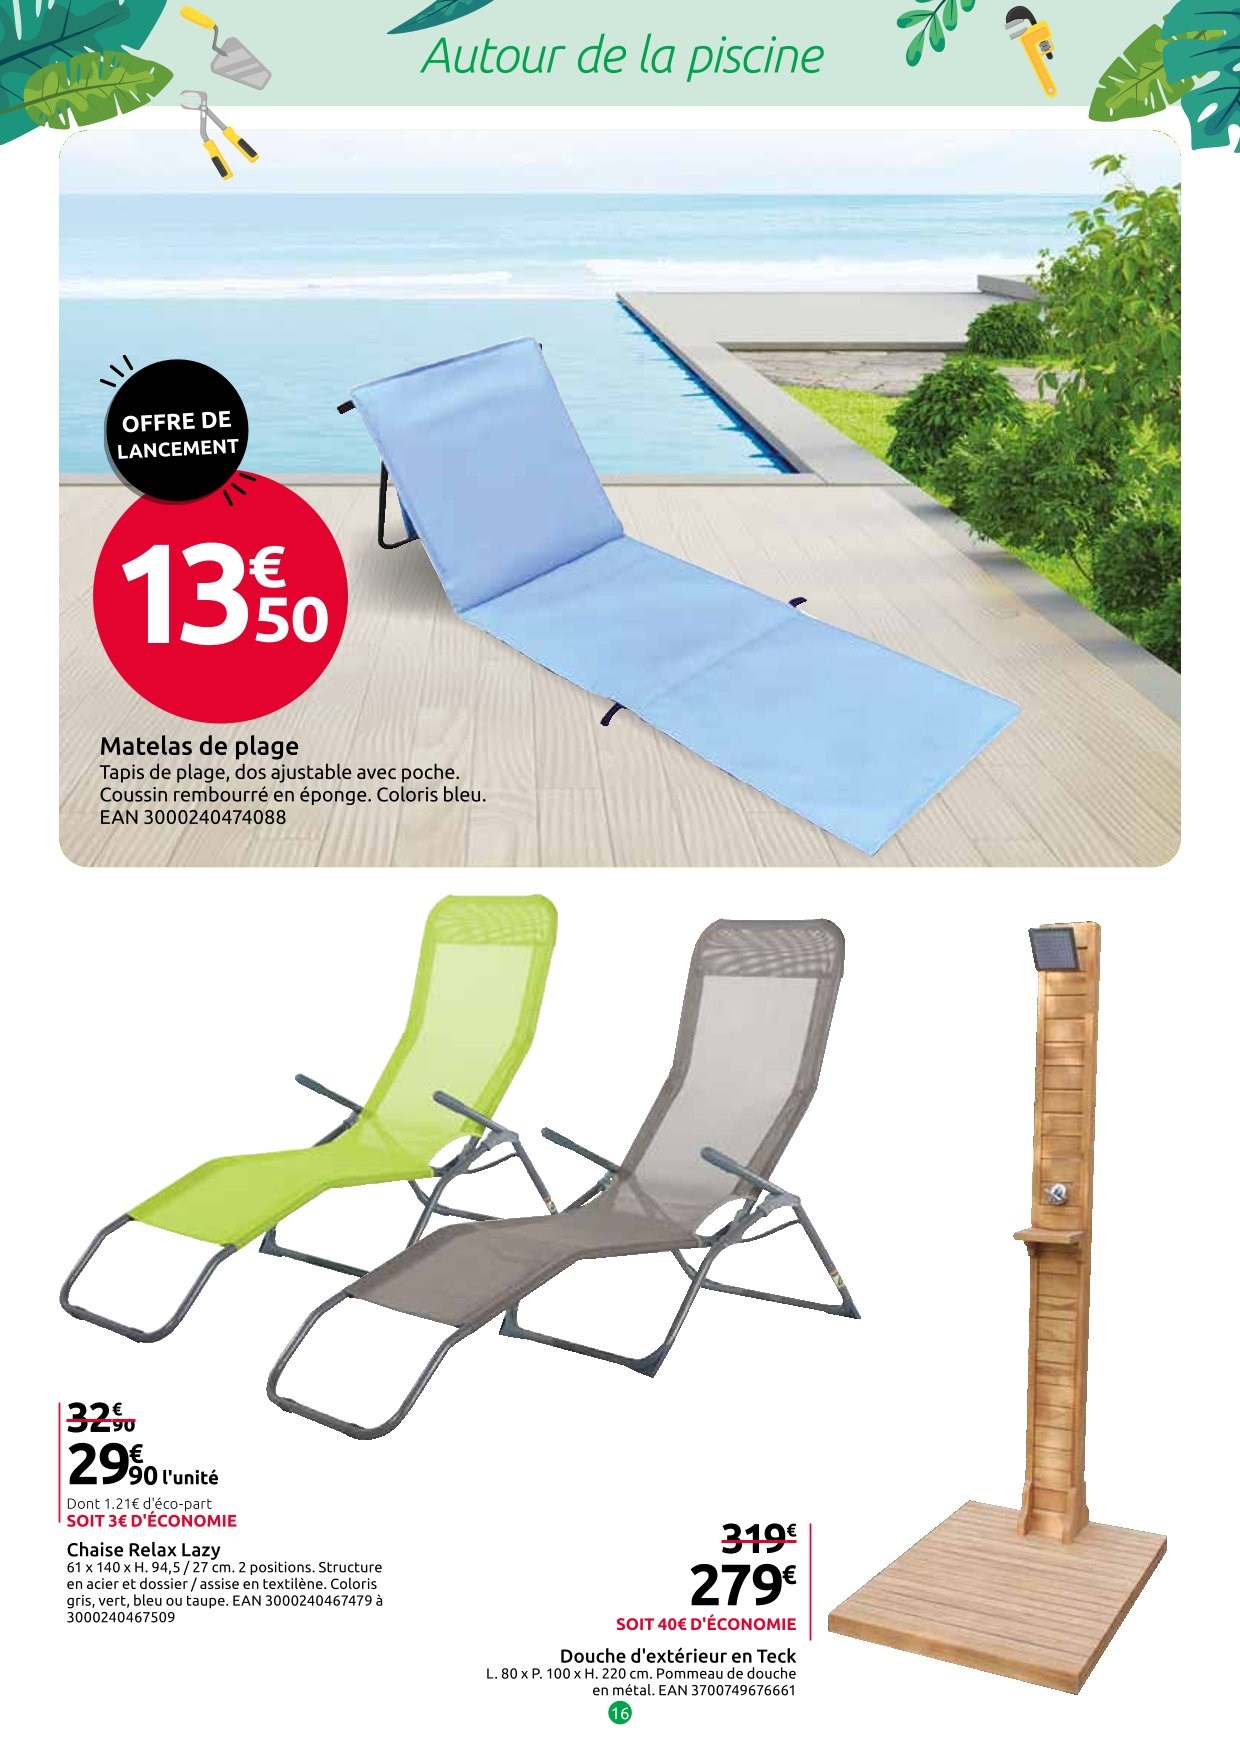 Autour de la piscine
OFFRE DE
LANCEMENT
13€50
Matelas de plage
Tapis de plage, dos ajustable avec poche.
Coussin rembourré en éponge. Coloris bleu.
EAN 3000240474088
32€90
29€90 l'unité
Dont 1.21€ d'éco-part
SOIT 3€ D'ÉCONOMIE
Chaise Relax Lazy
61 x 140 x H. 94,5 / 27 cm. 2 positions. Structure
en acier et dossier / assise en textilène. Coloris
gris, vert, bleu ou taupe. EAN 3000240467479 à
3000240467509
319€
279€
SOIT 40€ D'ÉCONOMIE
Douche d'extérieur en Teck
L. 80 x P. 100 x H. 220 cm. Pommeau de douche
en métal. EAN 3700749676661
16